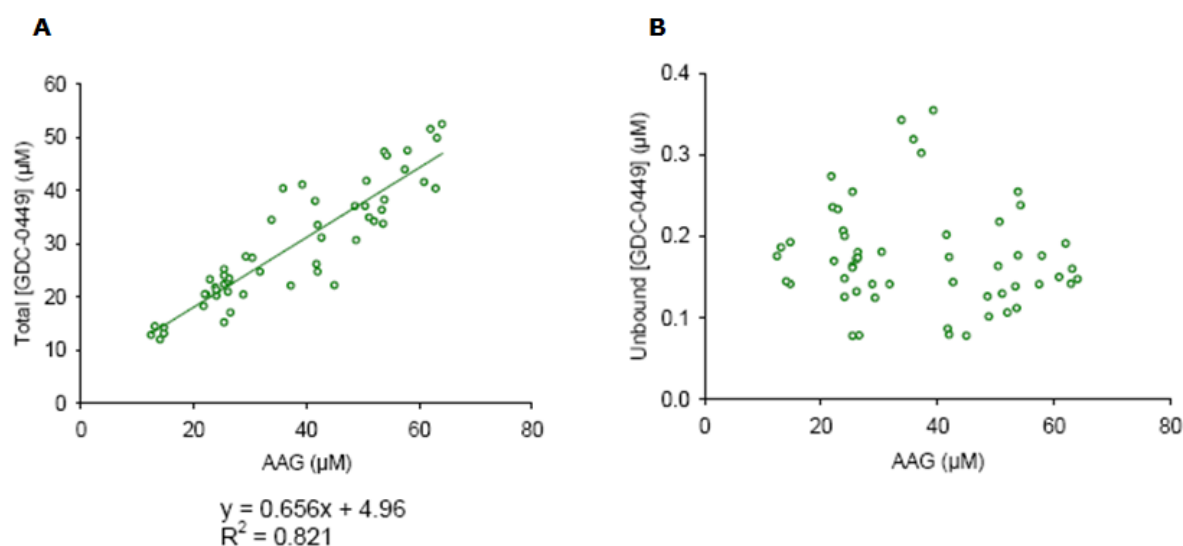 A
B
Total [GDC-0449] (µM)
60
50
40
30
20
10
0
0 20 40 60 80
AAG (µM)
y = 0.656x + 4.96
R² = 0.821
Unbound [GDC-0449] (µM)
0.4
0.3
0.2
0.1
0.0
0 20 40 60 80
AAG (µM)